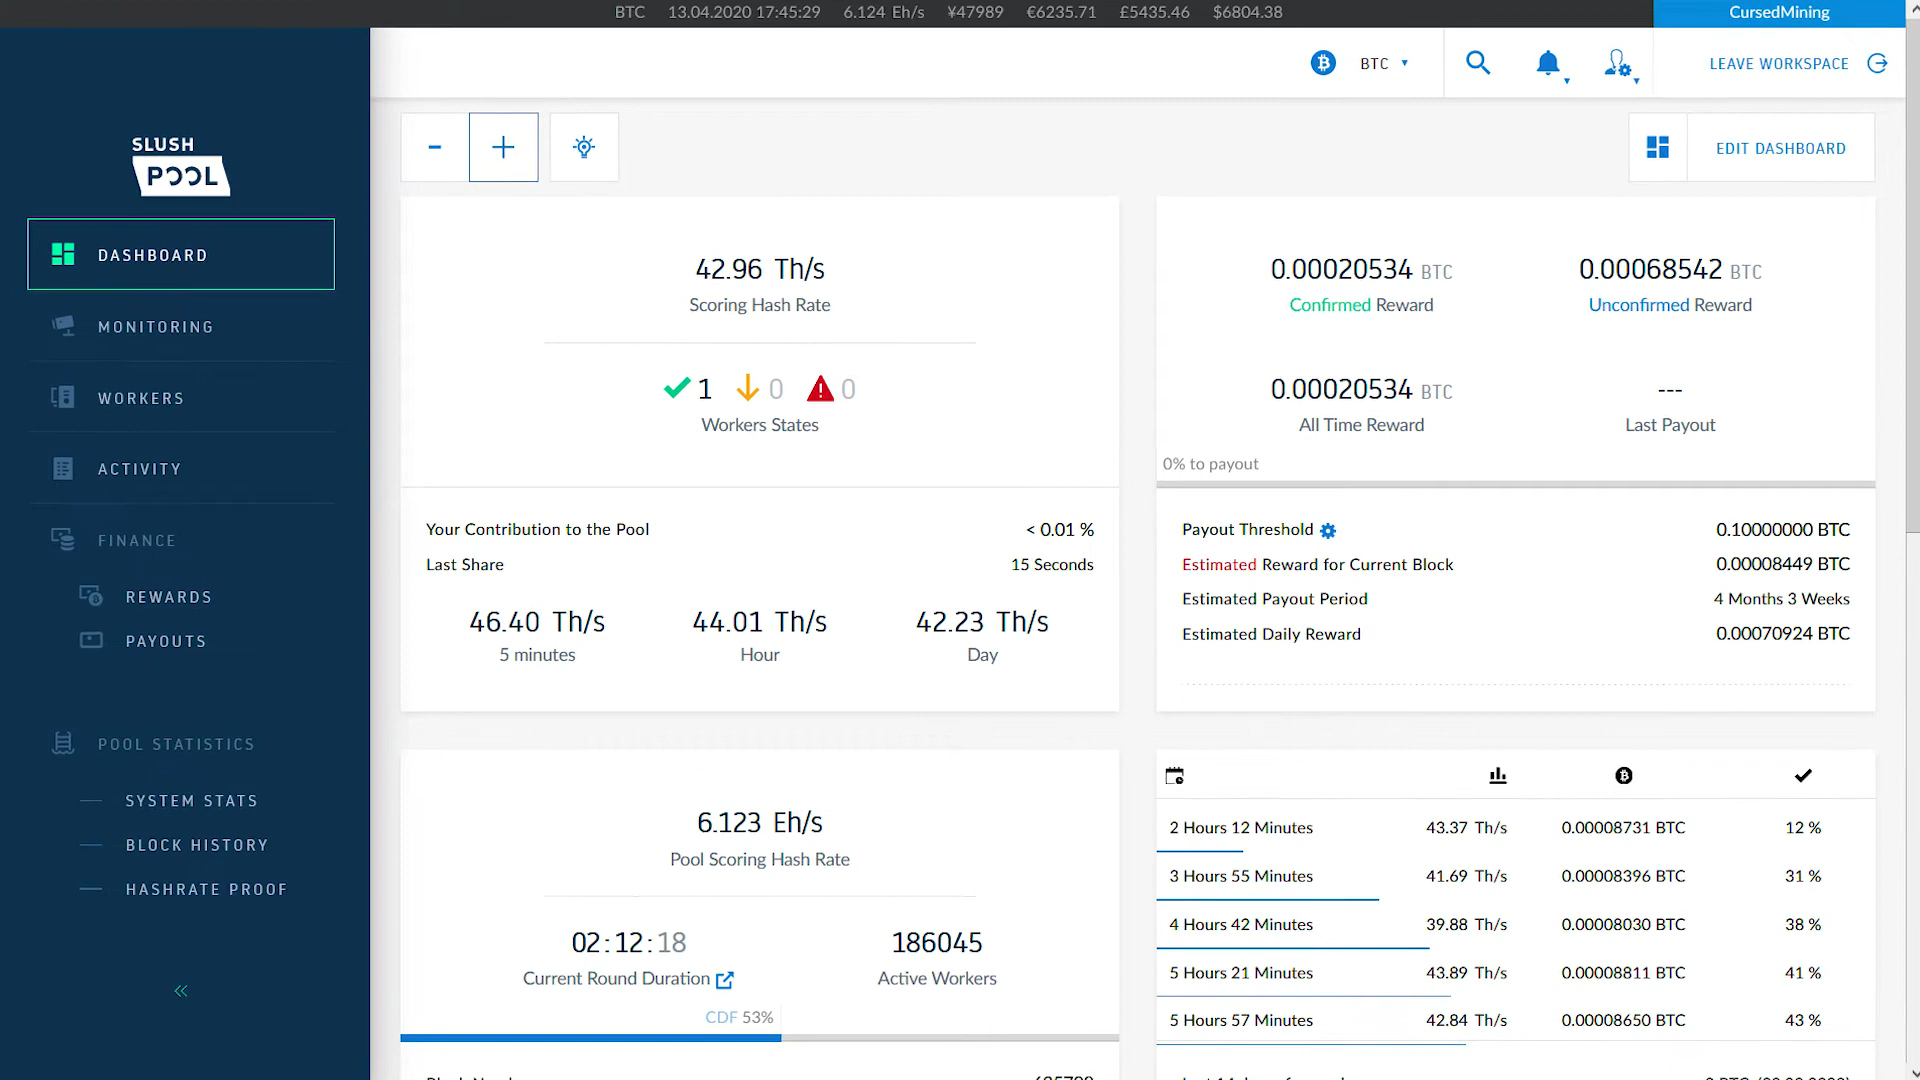 BTC 13.04.2020 17:45:29 6.124 Eh/s ¥47989 €6235.71 £5435.46 $6804.38
CursedMining
BTC
LEAVE WORKSPACE
SLUSH
POOL
EDIT DASHBOARD
DASHBOARD
MONITORING
WORKERS
ACTIVITY
FINANCE
REWARDS
PAYOUTS
POOL STATISTICS
SYSTEM STATS
BLOCK HISTORY
HASHRATE PROOF
42.96 Th/s
Scoring Hash Rate
1 0 0
Workers States
Your Contribution to the Pool < 0.01 %
Last Share 15 Seconds
46.40 Th/s 44.01 Th/s 42.23 Th/s
5 minutes Hour Day
0.00020534 BTC 0.00068542 BTC
Confirmed Reward Unconfirmed Reward
0.00020534 BTC ---
All Time Reward Last Payout
0% to payout
Payout Threshold 0.10000000 BTC
Estimated Reward for Current Block 0.00008449 BTC
Estimated Payout Period 4 Months 3 Weeks
Estimated Daily Reward 0.00070924 BTC
6.123 Eh/s
Pool Scoring Hash Rate
02:12:18 186045
Current Round Duration Active Workers
CDF 53%
2 Hours 12 Minutes 43.37 Th/s 0.00008731 BTC 12 %
3 Hours 55 Minutes 41.69 Th/s 0.00008396 BTC 31 %
4 Hours 42 Minutes 39.88 Th/s 0.00008030 BTC 38 %
5 Hours 21 Minutes 43.89 Th/s 0.00008811 BTC 41 %
5 Hours 57 Minutes 42.84 Th/s 0.00008650 BTC 43 %